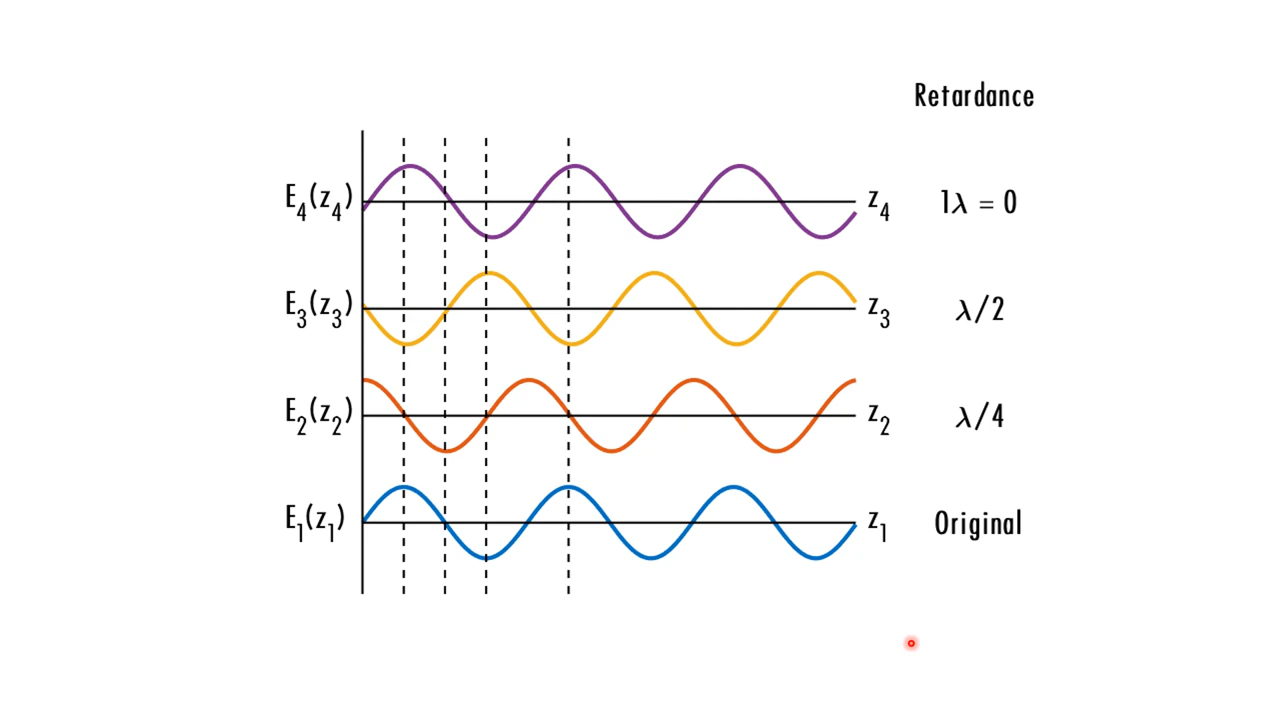 Retardance
E₄(z₄) z₄ 1λ = 0
E₃(z₃) z₃ λ/2
E₂(z₂) z₂ λ/4
E₁(z₁) z₁ Original